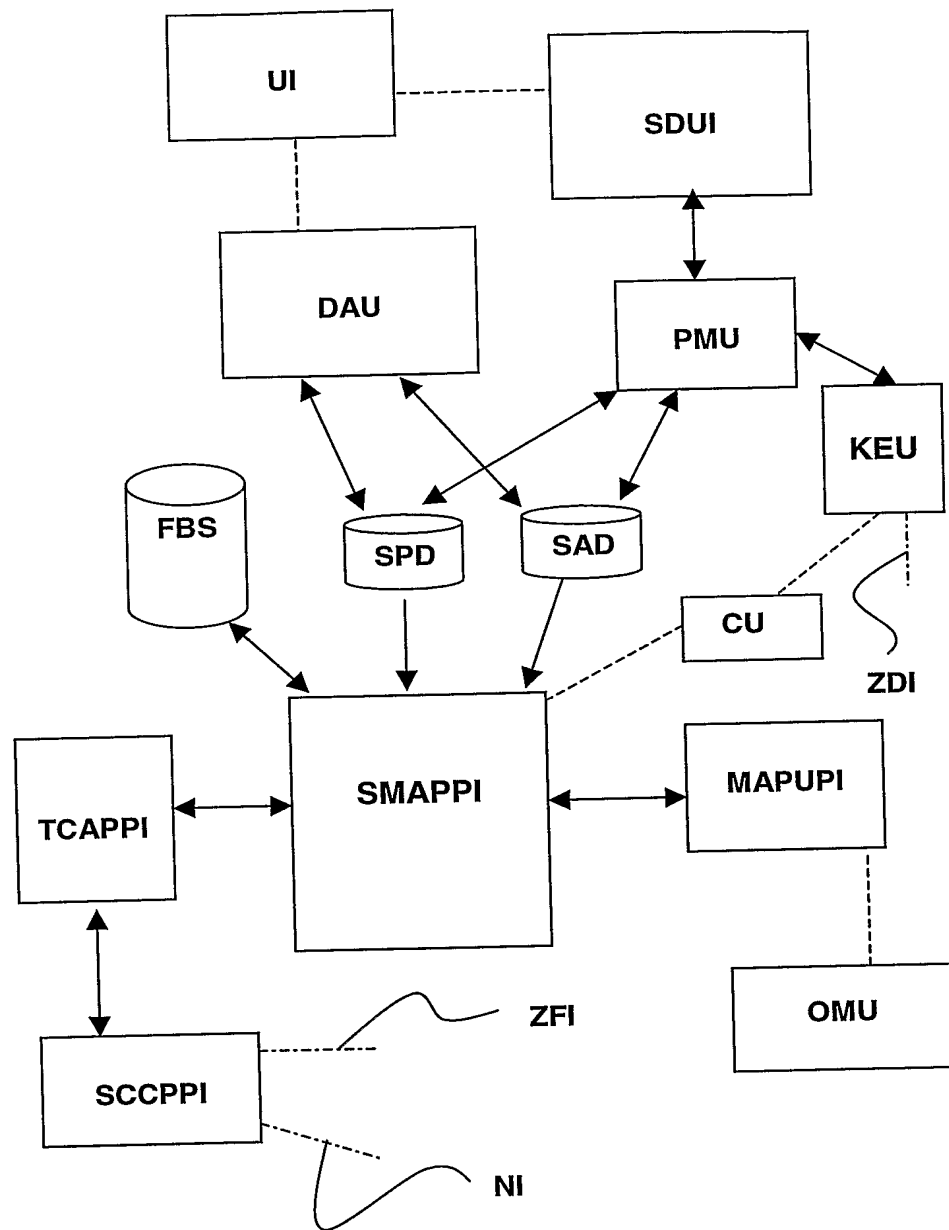 UI
SDUI
DAU
PMU
KEU
FBS
SPD
SAD
CU
ZDI
SMAPPI
MAPUPI
TCAPPI
OMU
ZFI
SCCPPI
NI